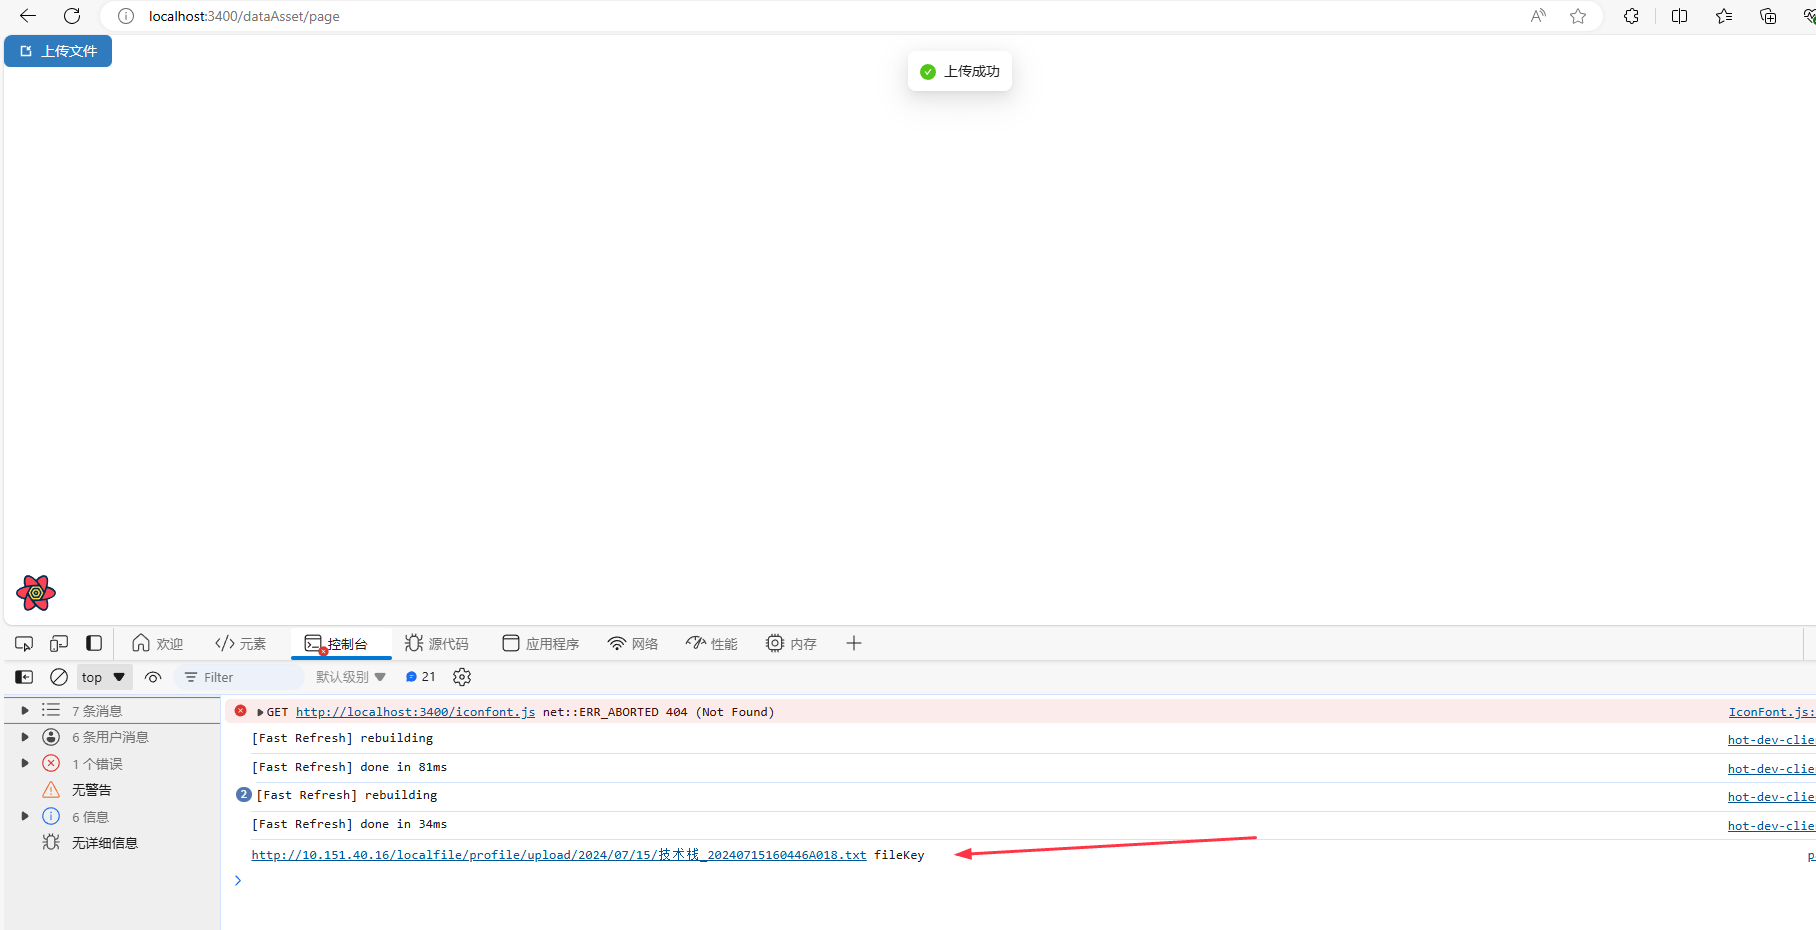 localhost:3400/dataAsset/page
上传文件
上传成功
欢迎
元素
控制台
源代码
应用程序
网络
性能
内存
top
Filter
默认级别
21
7 条消息
6 条用户消息
1 个错误
无警告
6 信息
无详细信息
GET http://localhost:3400/iconfont.js net::ERR_ABORTED 404 (Not Found)
IconFont.js:
[Fast Refresh] rebuilding
hot-dev-clie
[Fast Refresh] done in 81ms
hot-dev-clie
2 [Fast Refresh] rebuilding
hot-dev-clie
[Fast Refresh] done in 34ms
hot-dev-clie
http://10.151.40.16/localfile/profile/upload/2024/07/15/技术栈_20240715160446A018.txt fileKey